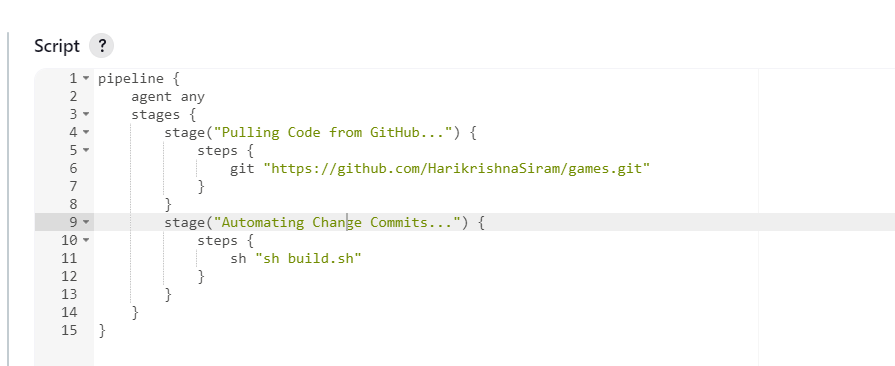 Script ?
1 pipeline {
2     agent any
3     stages {
4         stage("Pulling Code from GitHub...") {
5             steps {
6                 git "https://github.com/HarikrishnaSiram/games.git"
7             }
8         }
9         stage("Automating Change Commits...") {
10             steps {
11                 sh "sh build.sh"
12             }
13         }
14     }
15 }